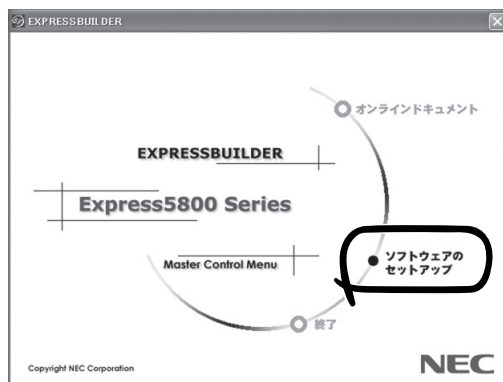 EXPRESSBUILDER
オンラインドキュメント
EXPRESSBUILDER
Express5800 Series
Master Control Menu
ソフトウェアの
セットアップ
終了
Copyright NEC Corporation
NEC